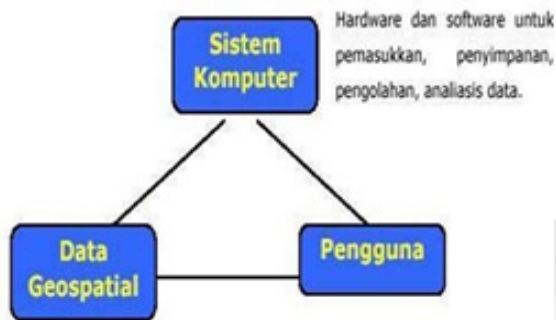 Sistem
Komputer
Hardware dan software untuk
pemasukkan, penyimpanan,
pengolahan, analiasis data.
Data
Geospatial
Pengguna